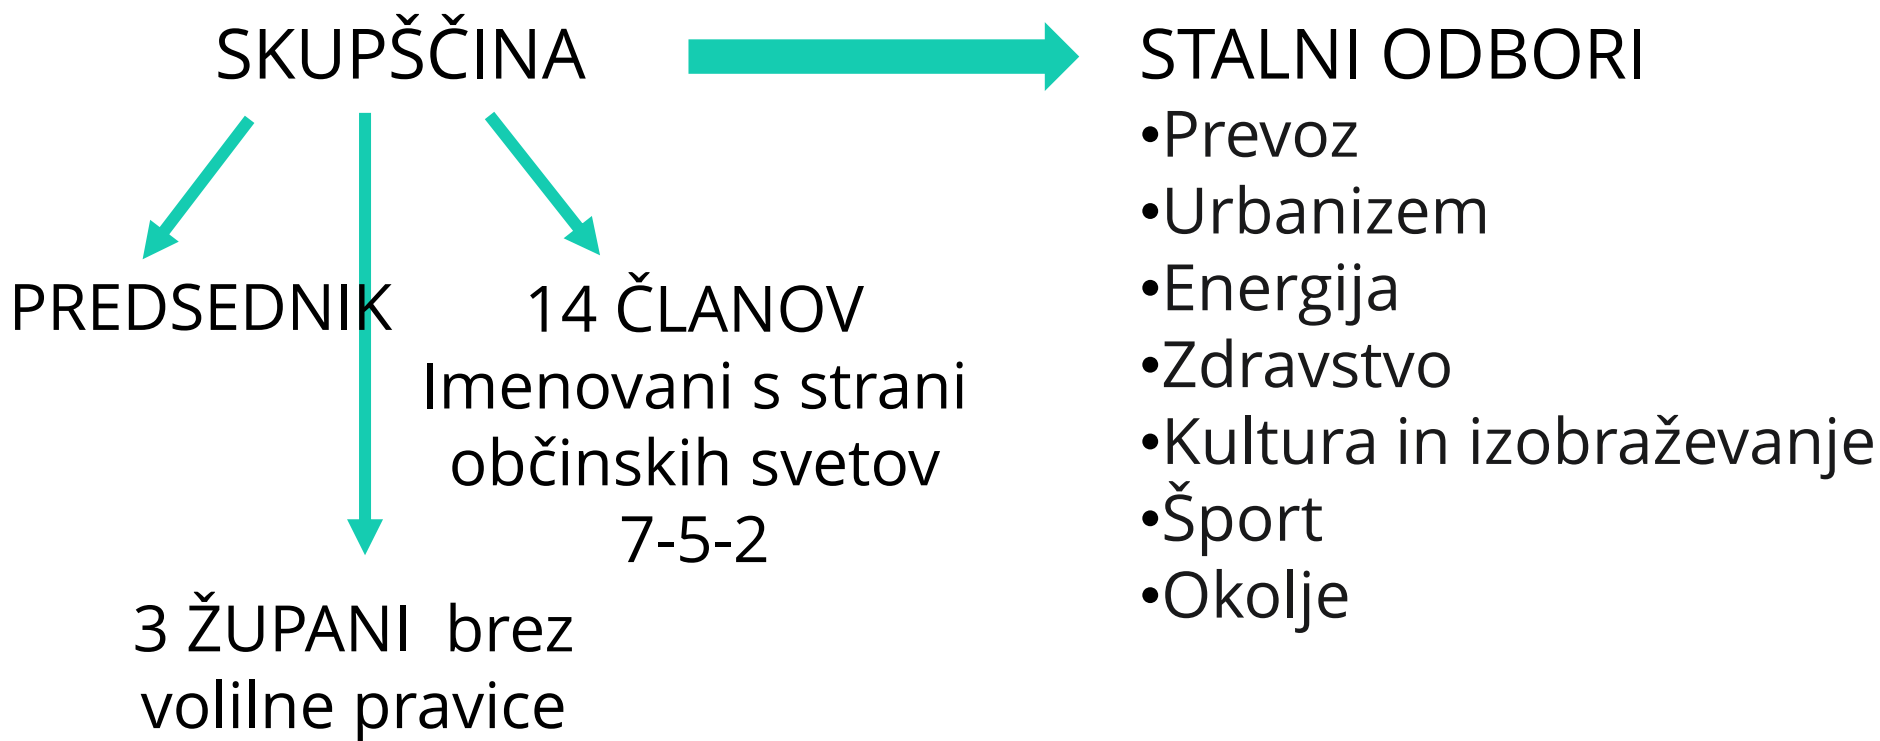 SKUPŠČINA
PREDSEDNIK
14 ČLANOV
Imenovani s strani
občinskih svetov
7-5-2
3 ŽUPANI  brez
volilne pravice
STALNI ODBORI
•Prevoz
•Urbanizem
•Energija
•Zdravstvo
•Kultura in izobraževanje
•Šport
•Okolje